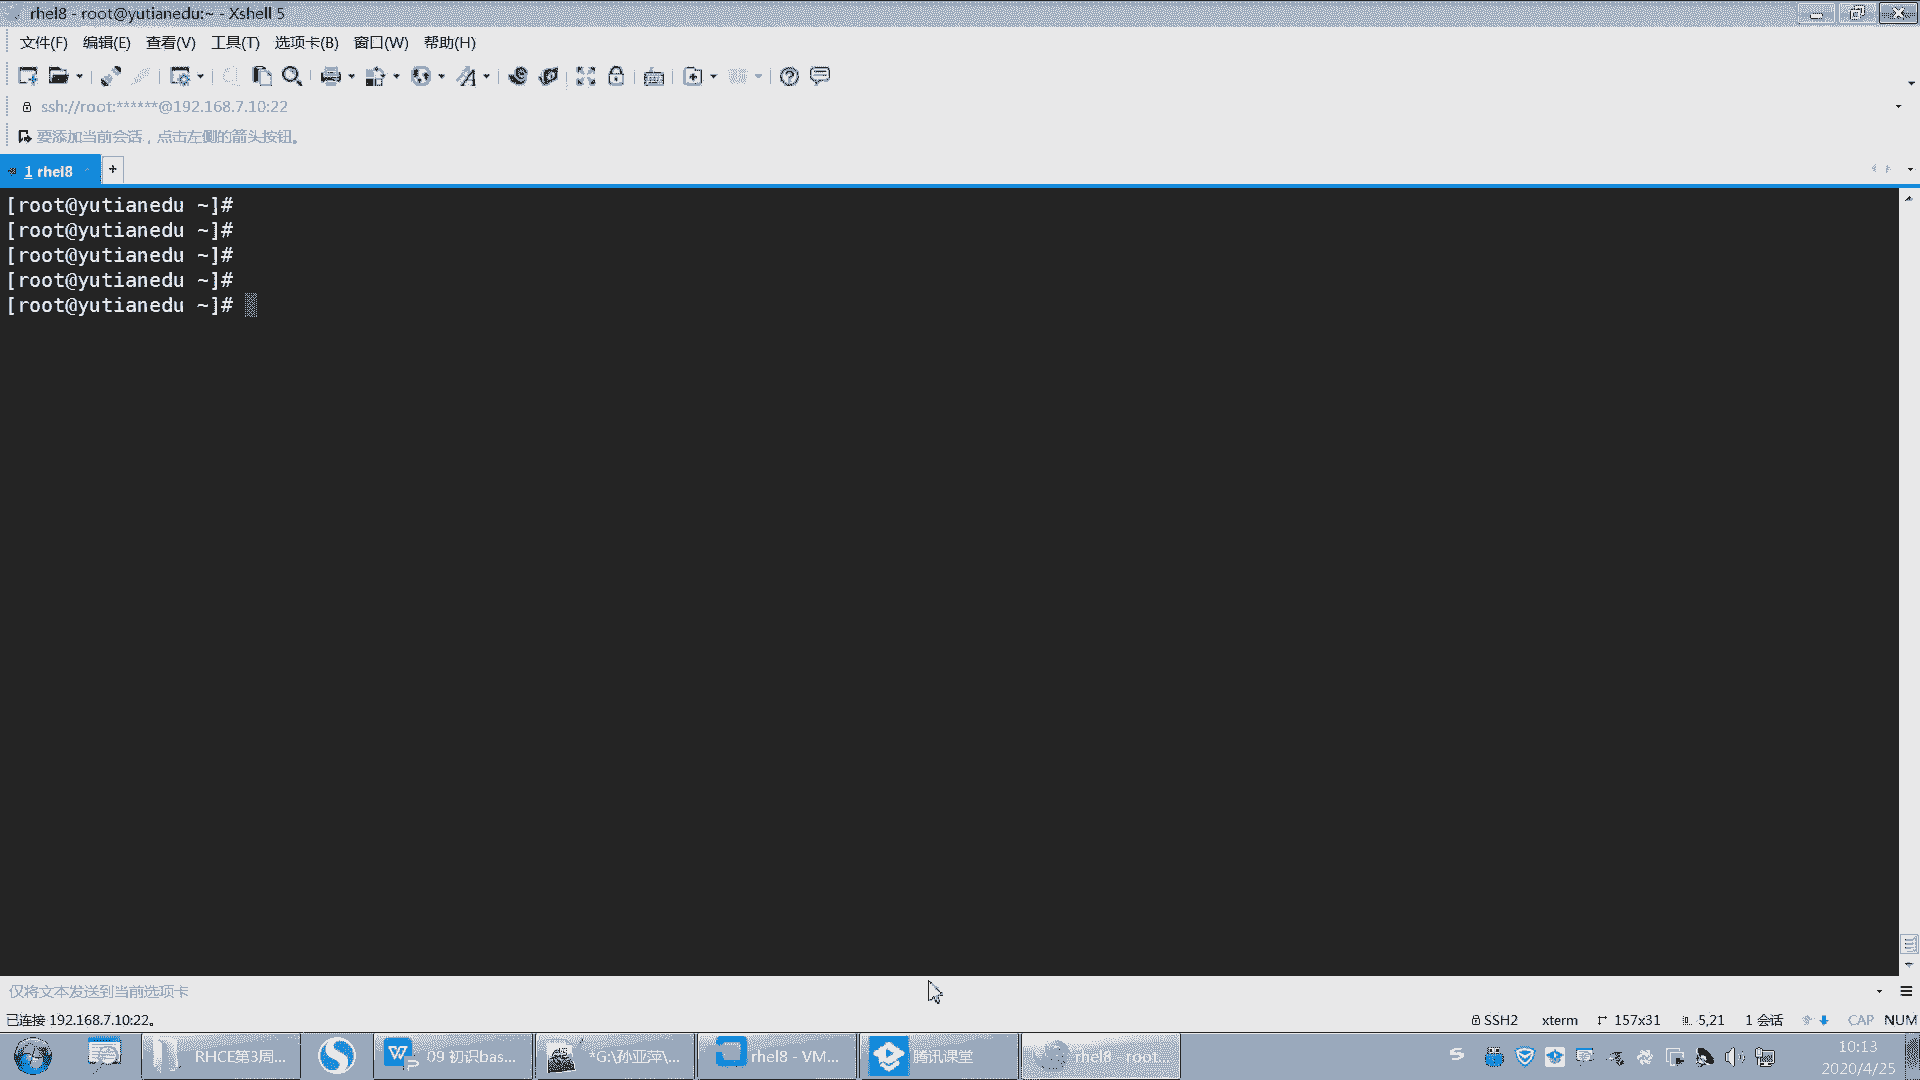 rhel8 - root@yutianedu:~ - Xshell 5
文件(F) 编辑(E) 查看(V) 工具(T) 选项卡(B) 窗口(W) 帮助(H)
ssh://root:******@192.168.7.10:22
要添加当前会话，点击左侧的箭头按钮。
1 rhel8
[root@yutianedu ~]#
[root@yutianedu ~]#
[root@yutianedu ~]#
[root@yutianedu ~]#
[root@yutianedu ~]#
仅将文本发送到当前选项卡
已连接 192.168.7.10:22。 SSH2 xterm 157x31 5,21 1 会话 CAP NUM
RHCE第3周... 09 初识bas... *G:\孙亚萍\... rhel8 - VM... 腾讯课堂 rhel8 - root...
10:13
2020/4/25